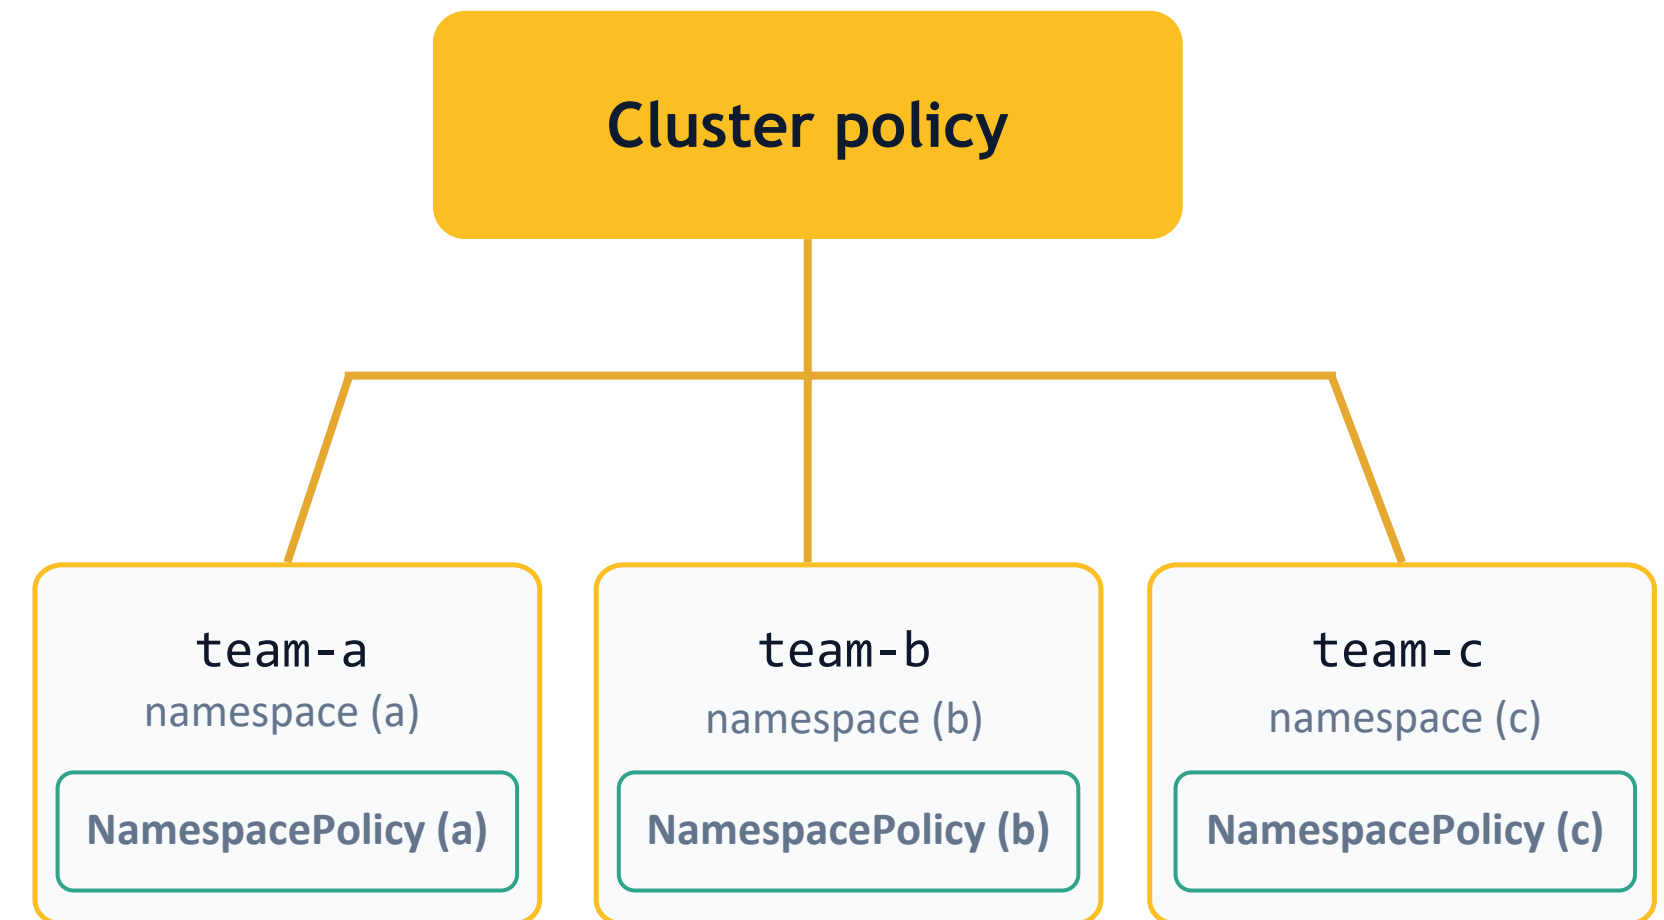 Cluster policy
team-a
namespace (a)
NamespacePolicy (a)
team-b
namespace (b)
NamespacePolicy (b)
team-c
namespace (c)
NamespacePolicy (c)